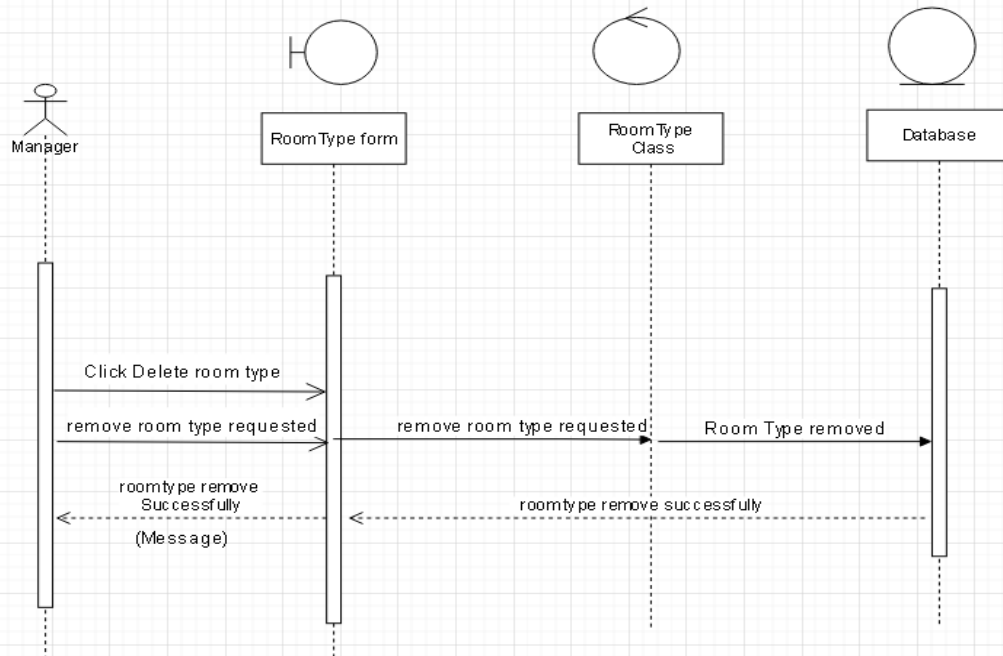 Manager
RoomType form
RoomType
Class
Database
Click Delete room type
remove room type requested
remove room type requested
Room Type removed
roomtype remove
Successfully
(Message)
roomtype remove successfully